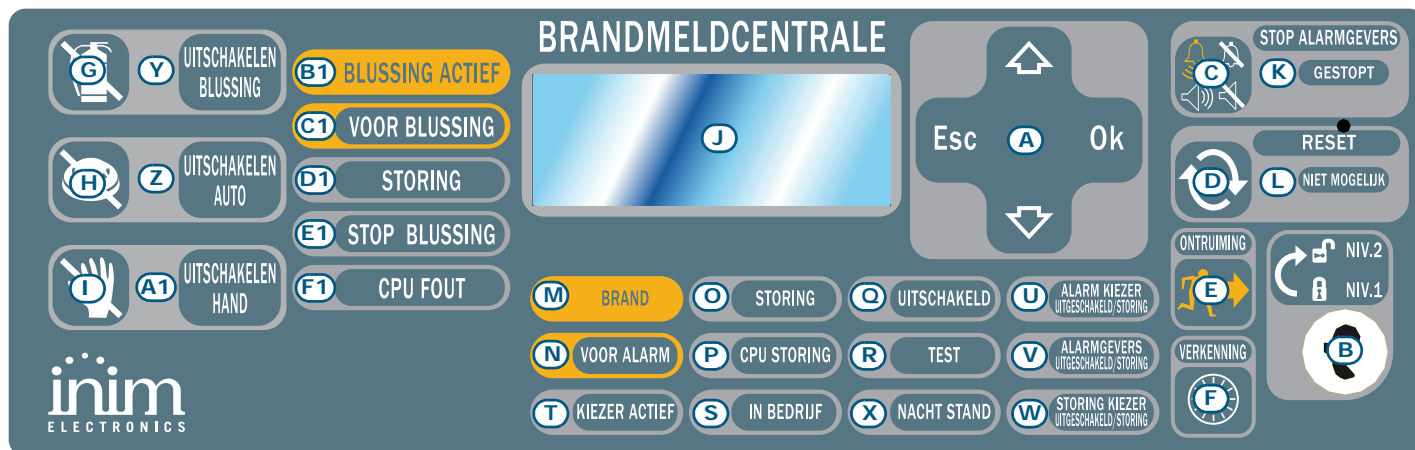 G
Y
UITSCHAKELEN
BLUSSING
H
Z
UITSCHAKELEN
AUTO
I
A1
UITSCHAKELEN
HAND
inim
ELECTRONICS
B1 BLUSSING ACTIEF
C1 VOOR BLUSSING
D1 STORING
E1 STOP BLUSSING
F1 CPU FOUT
BRANDMELDCENTRALE
J
Esc A Ok
M BRAND
O STORING
Q UITSCHAKELD
U ALARM KIEZER
UITGESCHAKELD/STORING
N VOOR ALARM
P CPU STORING
R TEST
V ALARMGEVERS
UITGESCHAKELD/STORING
T KIEZER ACTIEF
S IN BEDRIJF
X NACHT STAND
W STORING KIEZER
UITGESCHAKELD/STORING
STOP ALARMGEVERS
C
K GESTOPT
RESET
D
L NIET MOGELIJK
ONTRUIMING
E
VERKENNING
F
NIV.2
NIV.1
B